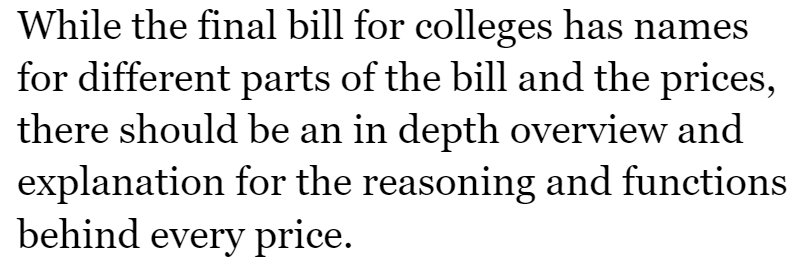 While the final bill for colleges has names
for different parts of the bill and the prices,
there should be an in depth overview and
explanation for the reasoning and functions
behind every price.